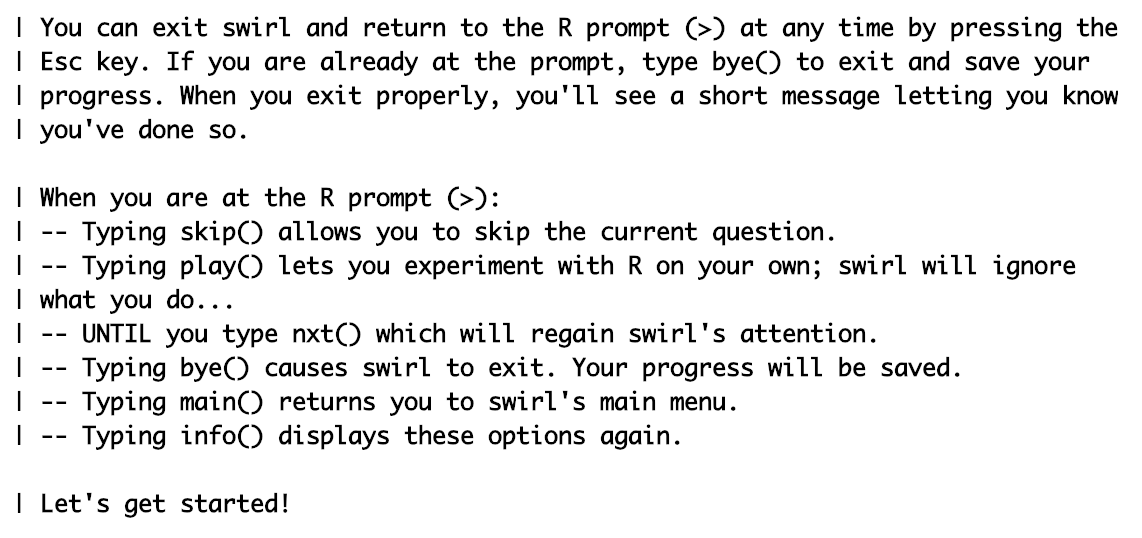 | You can exit swirl and return to the R prompt (>) at any time by pressing the
| Esc key. If you are already at the prompt, type bye() to exit and save your
| progress. When you exit properly, you'll see a short message letting you know
| you've done so.
| When you are at the R prompt (>):
| -- Typing skip() allows you to skip the current question.
| -- Typing play() lets you experiment with R on your own; swirl will ignore
| what you do...
| -- UNTIL you type nxt() which will regain swirl's attention.
| -- Typing bye() causes swirl to exit. Your progress will be saved.
| -- Typing main() returns you to swirl's main menu.
| -- Typing info() displays these options again.
| Let's get started!